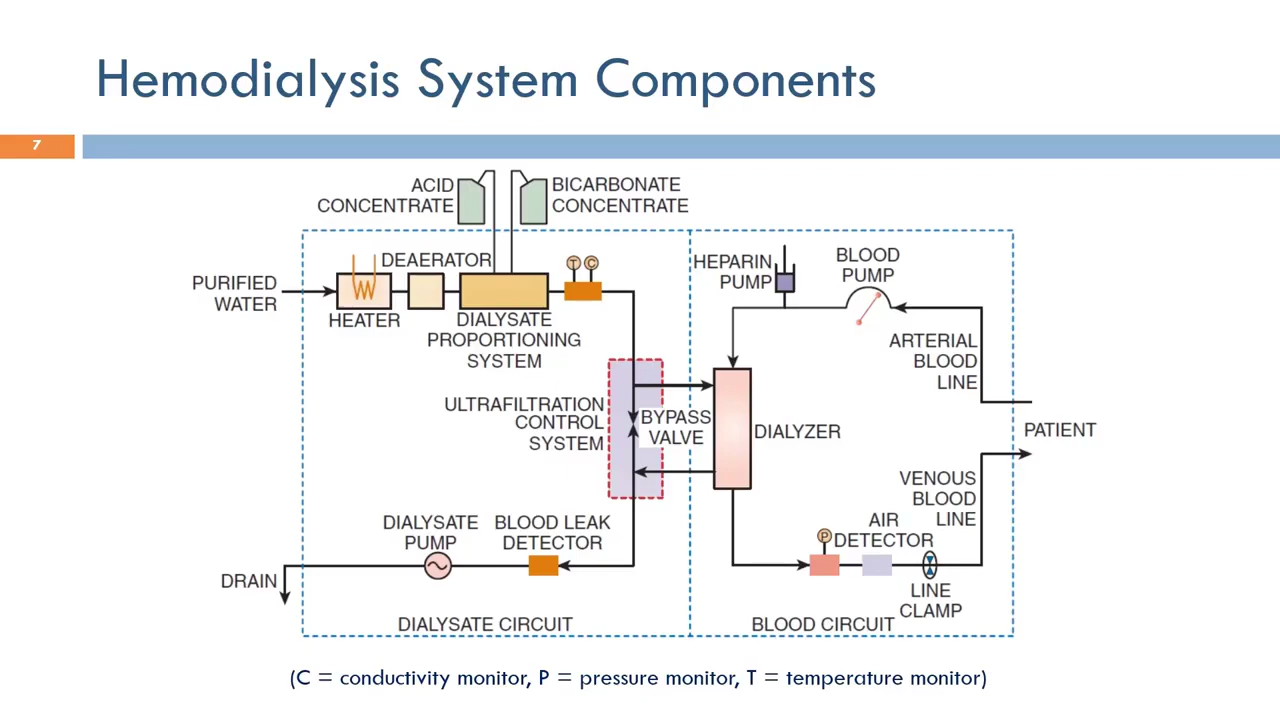 Hemodialysis System Components
7
ACID
CONCENTRATE
BICARBONATE
CONCENTRATE
PURIFIED
WATER
HEATER
DEAERATOR
DIALYSATE
PROPORTIONING
SYSTEM
T
C
HEPARIN
PUMP
BLOOD
PUMP
ARTERIAL
BLOOD
LINE
ULTRAFILTRATION
CONTROL
SYSTEM
BYPASS
VALVE
DIALYZER
PATIENT
VENOUS
BLOOD
LINE
DIALYSATE
PUMP
BLOOD LEAK
DETECTOR
P
AIR
DETECTOR
DRAIN
LINE
CLAMP
DIALYSATE CIRCUIT
BLOOD CIRCUIT
(C = conductivity monitor, P = pressure monitor, T = temperature monitor)